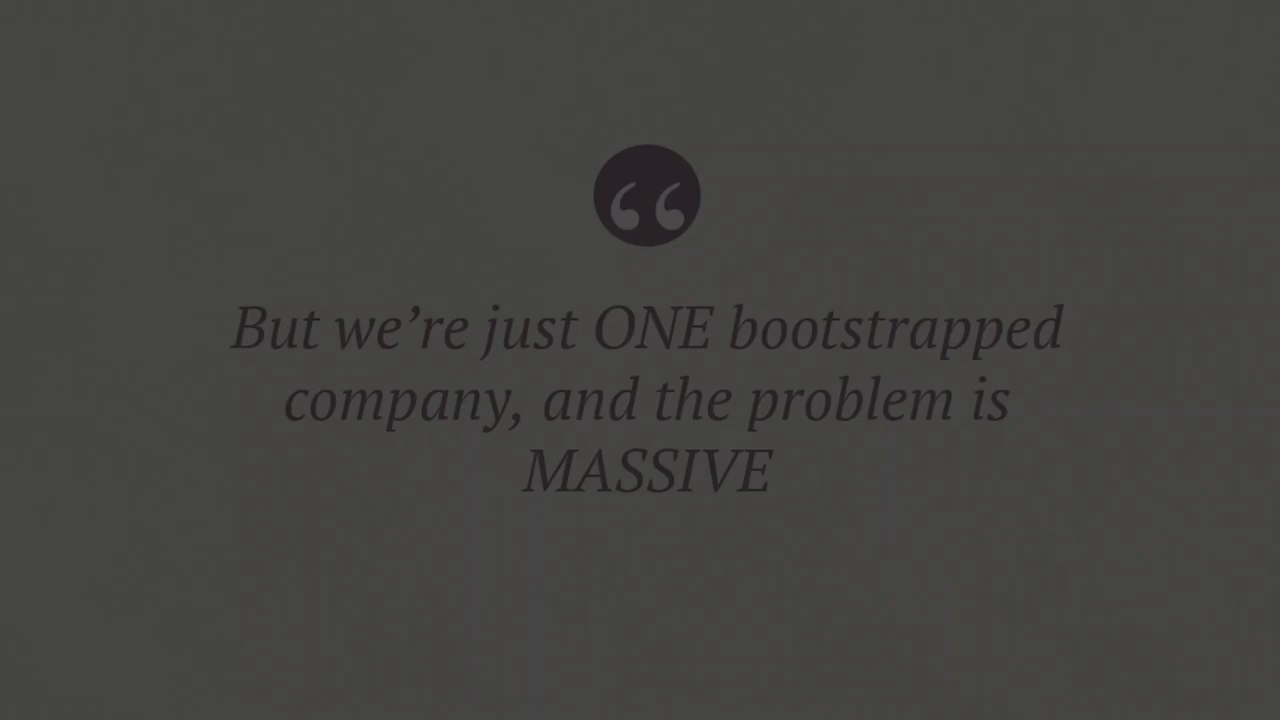 “
But we’re just ONE bootstrapped
company, and the problem is
MASSIVE